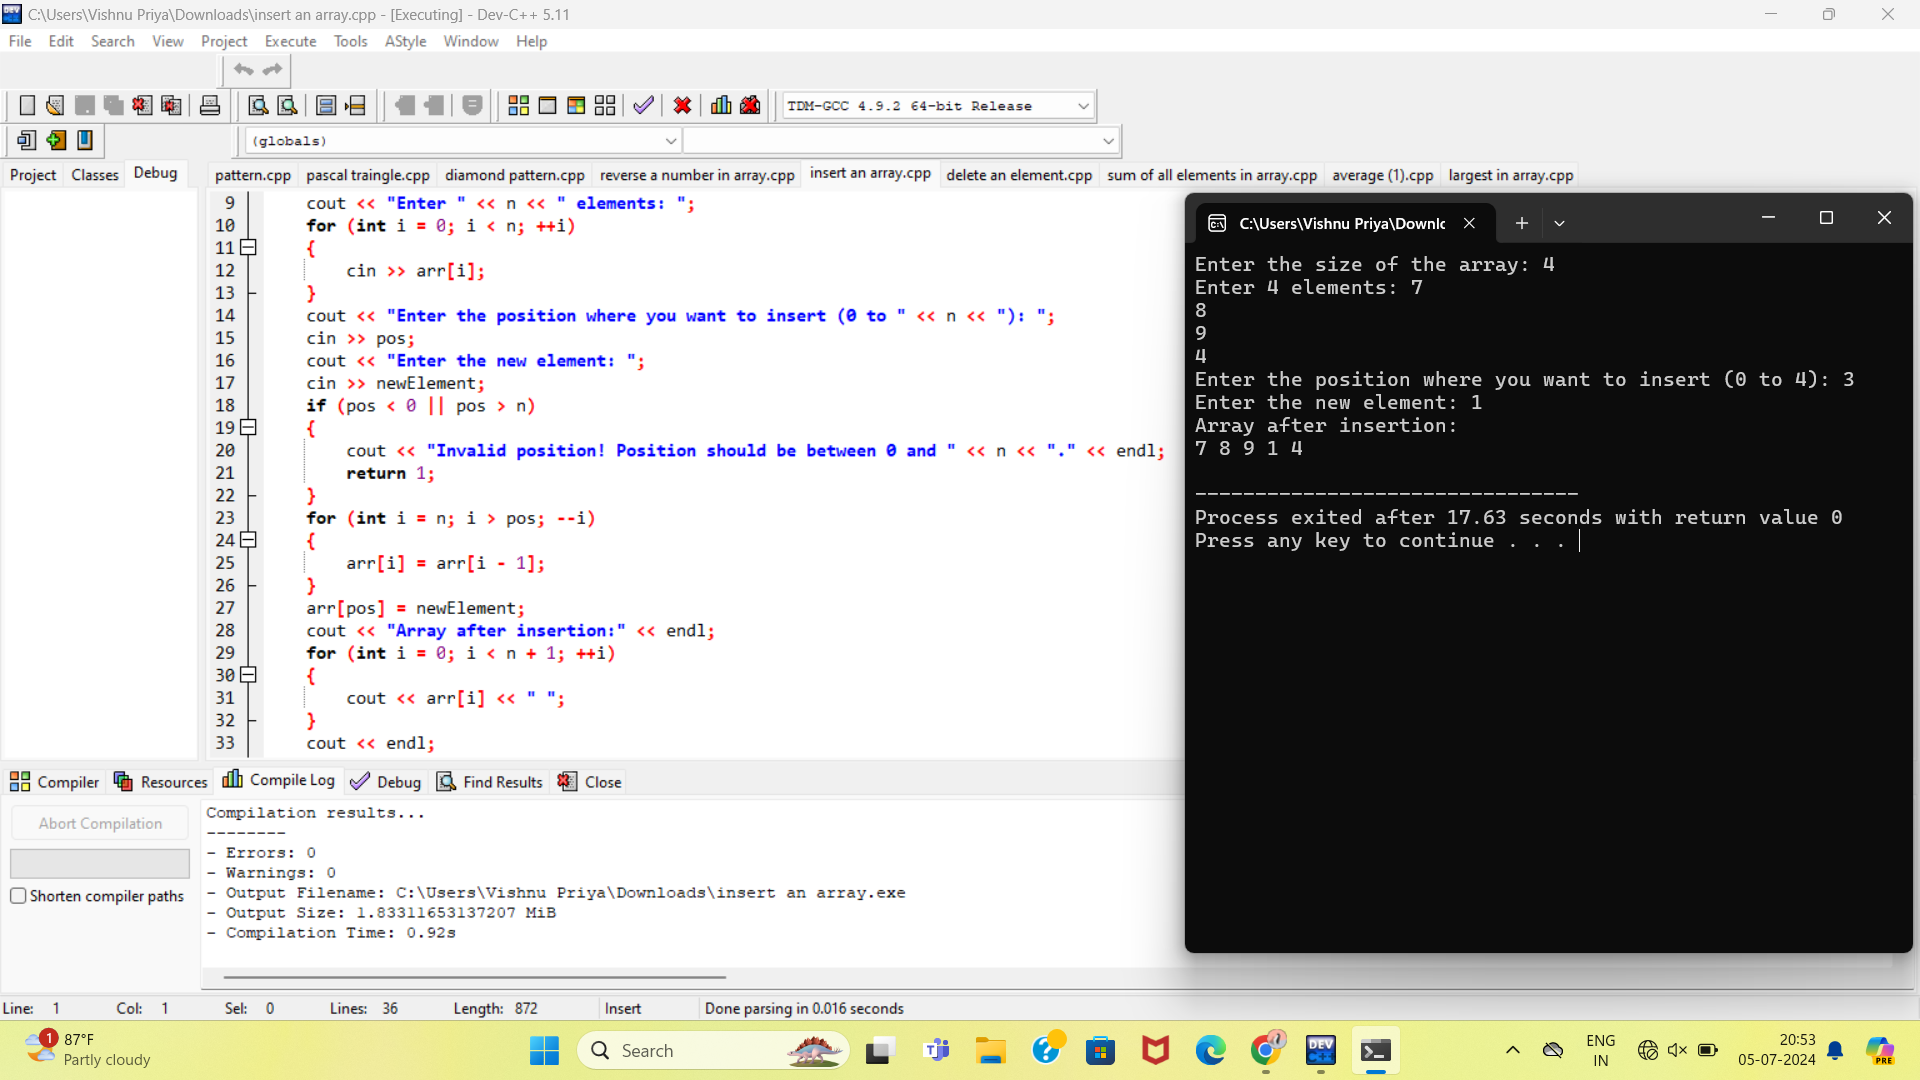 C:\Users\Vishnu Priya\Downloads\insert an array.cpp - [Executing] - Dev-C++ 5.11
File Edit Search View Project Execute Tools AStyle Window Help
TDM-GCC 4.9.2 64-bit Release
(globals)
Project Classes Debug
pattern.cpp pascal traingle.cpp diamond pattern.cpp reverse a number in array.cpp insert an array.cpp delete an element.cpp sum of all elements in array.cpp average (1).cpp largest in array.cpp
9 cout << "Enter " << n << " elements: ";
10 for (int i = 0; i < n; ++i)
11 {
12 cin >> arr[i];
13 }
14 cout << "Enter the position where you want to insert (0 to " << n << "): ";
15 cin >> pos;
16 cout << "Enter the new element: ";
17 cin >> newElement;
18 if (pos < 0 || pos > n)
19 {
20 cout << "Invalid position! Position should be between 0 and " << n << "." << endl;
21 return 1;
22 }
23 for (int i = n; i > pos; --i)
24 {
25 arr[i] = arr[i - 1];
26 }
27 arr[pos] = newElement;
28 cout << "Array after insertion:" << endl;
29 for (int i = 0; i < n + 1; ++i)
30 {
31 cout << arr[i] << " ";
32 }
33 cout << endl;
C:\Users\Vishnu Priya\Downlc
Enter the size of the array: 4
Enter 4 elements: 7
8
9
4
Enter the position where you want to insert (0 to 4): 3
Enter the new element: 1
Array after insertion:
7 8 9 1 4
--------------------------------
Process exited after 17.63 seconds with return value 0
Press any key to continue . . .
Compiler Resources Compile Log Debug Find Results Close
Abort Compilation
Shorten compiler paths
Compilation results...
--------
- Errors: 0
- Warnings: 0
- Output Filename: C:\Users\Vishnu Priya\Downloads\insert an array.exe
- Output Size: 1.83311653137207 MiB
- Compilation Time: 0.92s
Line: 1 Col: 1 Sel: 0 Lines: 36 Length: 872 Insert Done parsing in 0.016 seconds
1
87°F
Partly cloudy
Search
DEV
ENG
IN
20:53
05-07-2024
PRE